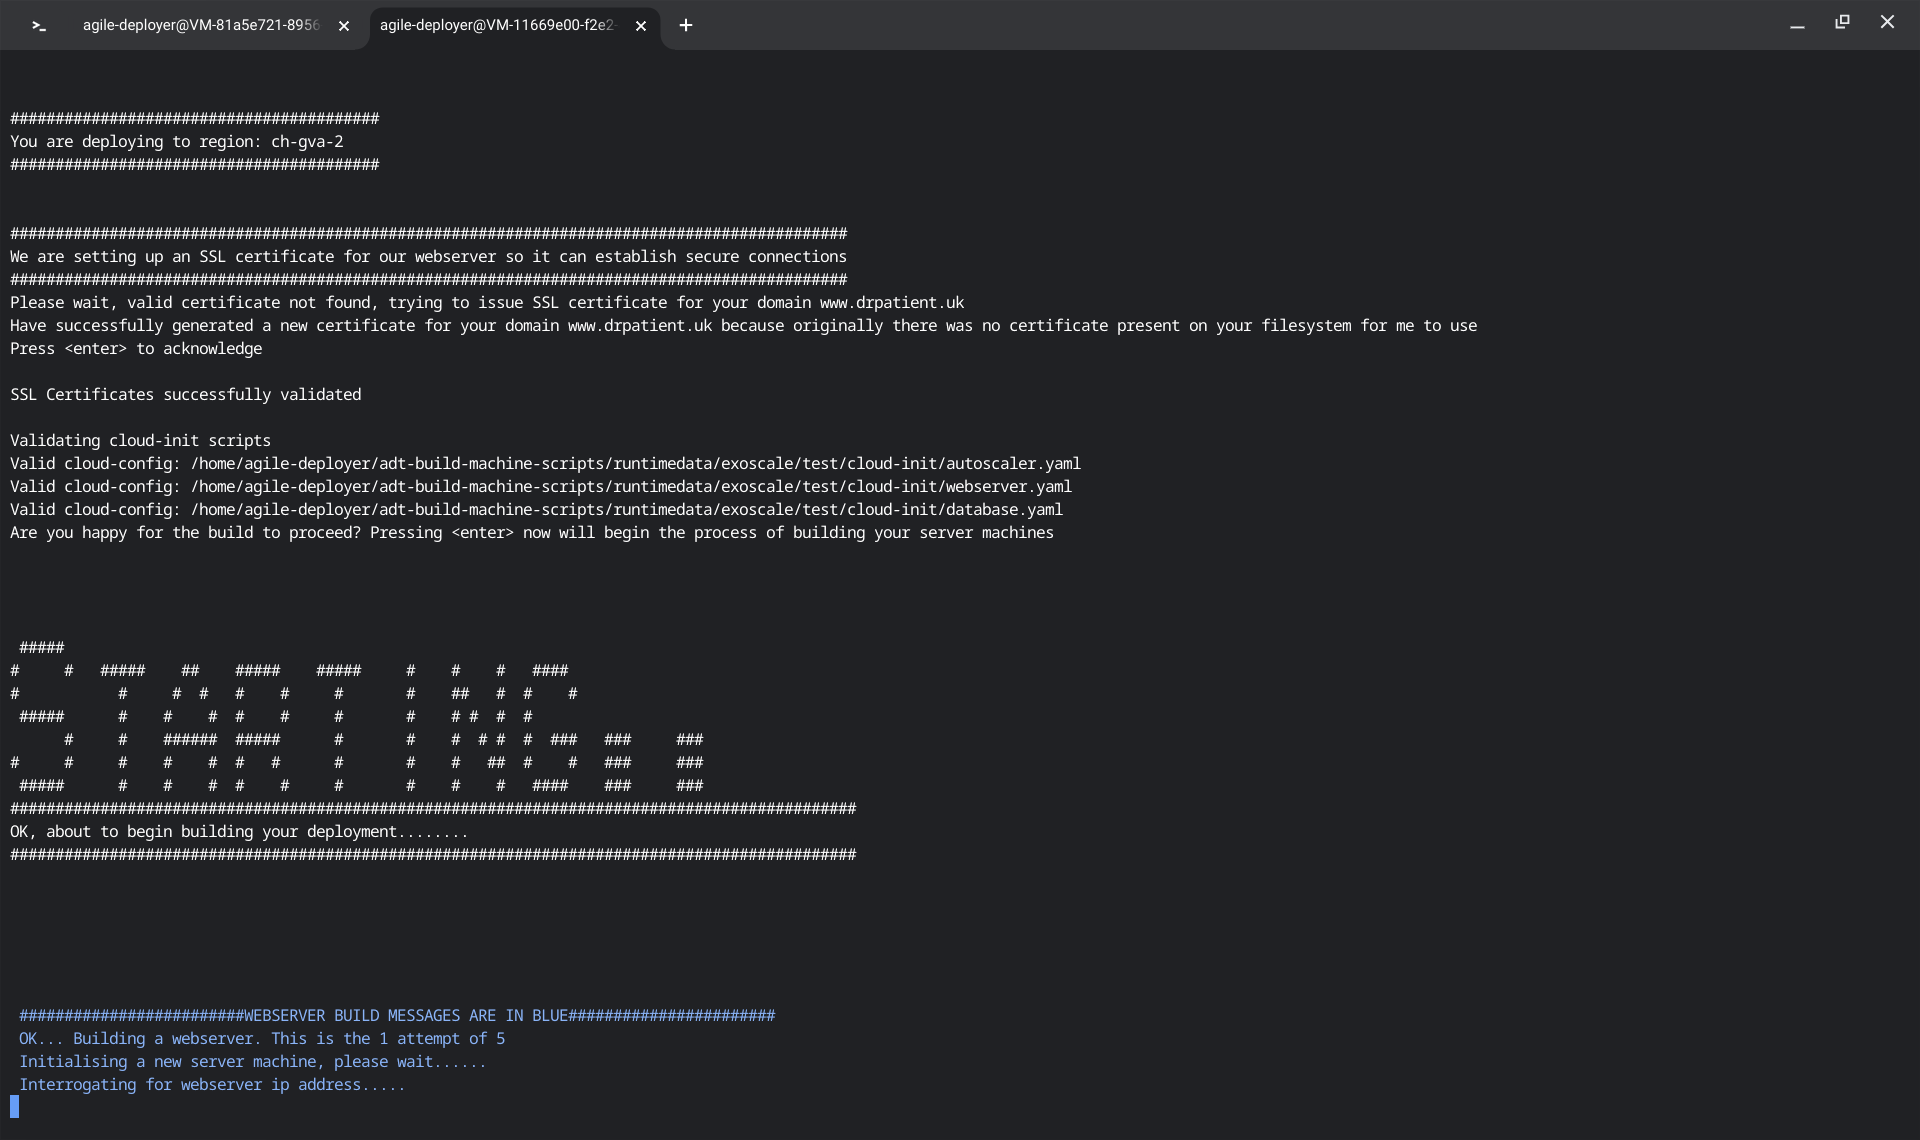 agile-deployer@VM-81a5e721-8956
agile-deployer@VM-11669e00-f2e2-
#########################################
You are deploying to region: ch-gva-2
#########################################
#############################################################################################
We are setting up an SSL certificate for our webserver so it can establish secure connections
#############################################################################################
Please wait, valid certificate not found, trying to issue SSL certificate for your domain www.drpatient.uk
Have successfully generated a new certificate for your domain www.drpatient.uk because originally there was no certificate present on your filesystem for me to use
Press <enter> to acknowledge
SSL Certificates successfully validated
Validating cloud-init scripts
Valid cloud-config: /home/agile-deployer/adt-build-machine-scripts/runtimedata/exoscale/test/cloud-init/autoscaler.yaml
Valid cloud-config: /home/agile-deployer/adt-build-machine-scripts/runtimedata/exoscale/test/cloud-init/webserver.yaml
Valid cloud-config: /home/agile-deployer/adt-build-machine-scripts/runtimedata/exoscale/test/cloud-init/database.yaml
Are you happy for the build to proceed? Pressing <enter> now will begin the process of building your server machines
STARTING..
##############################################################################################
OK, about to begin building your deployment........
##############################################################################################
#########################WEBSERVER BUILD MESSAGES ARE IN BLUE#######################
OK... Building a webserver. This is the 1 attempt of 5
Initialising a new server machine, please wait......
Interrogating for webserver ip address.....